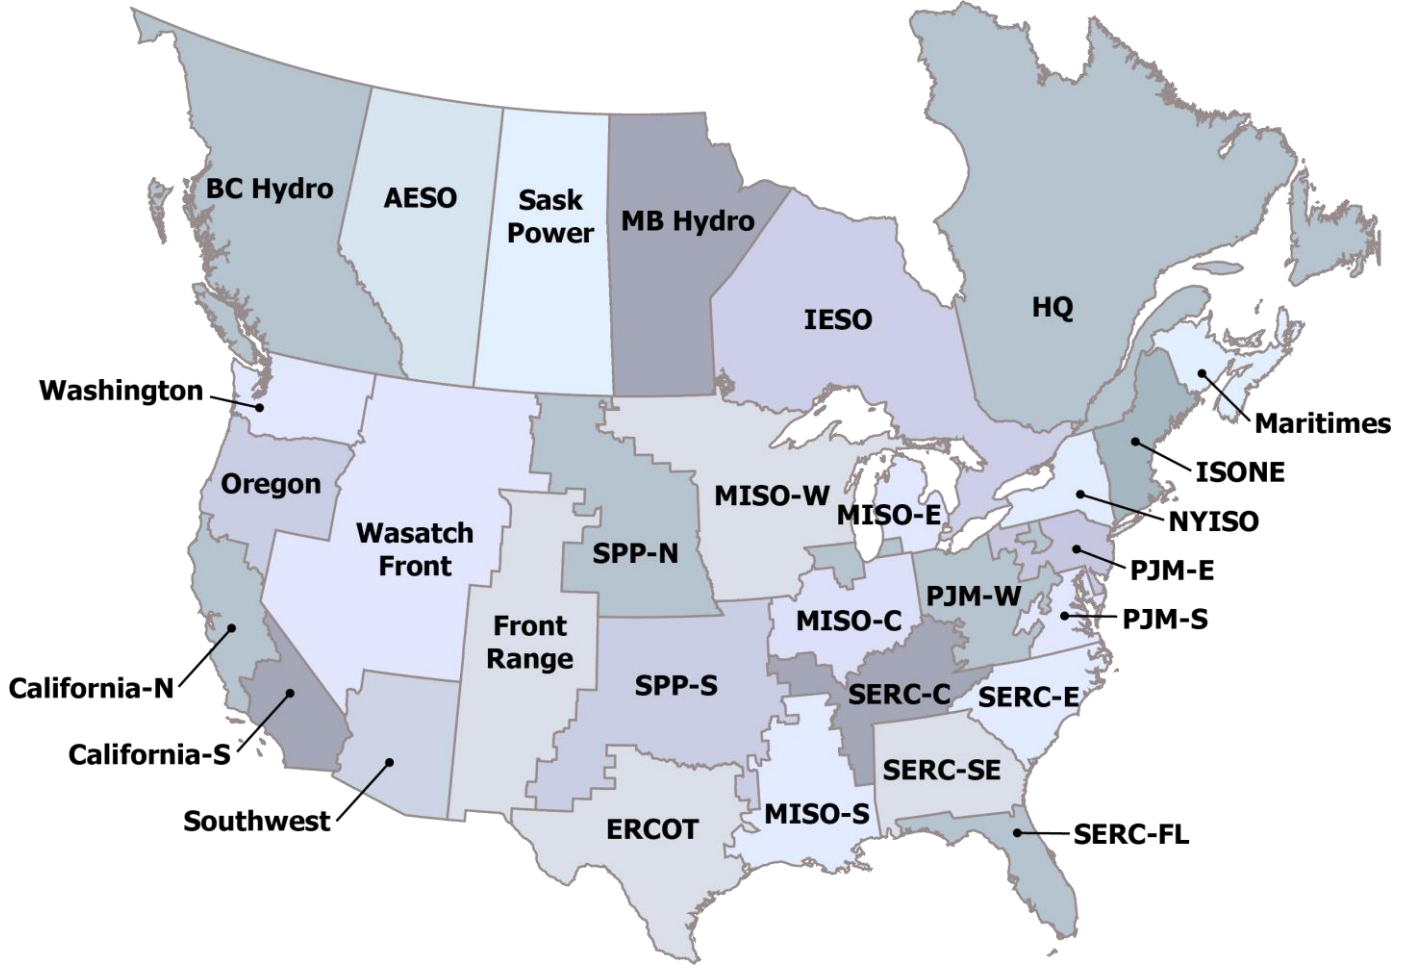 BC Hydro
AESO
Sask
Power
MB Hydro
IESO
HQ
Washington
Maritimes
Oregon
ISONE
MISO-W
MISO-E
NYISO
Wasatch
Front
SPP-N
PJM-E
PJM-W
MISO-C
PJM-S
Front
Range
California-N
SPP-S
SERC-C
SERC-E
California-S
SERC-SE
Southwest
MISO-S
ERCOT
SERC-FL